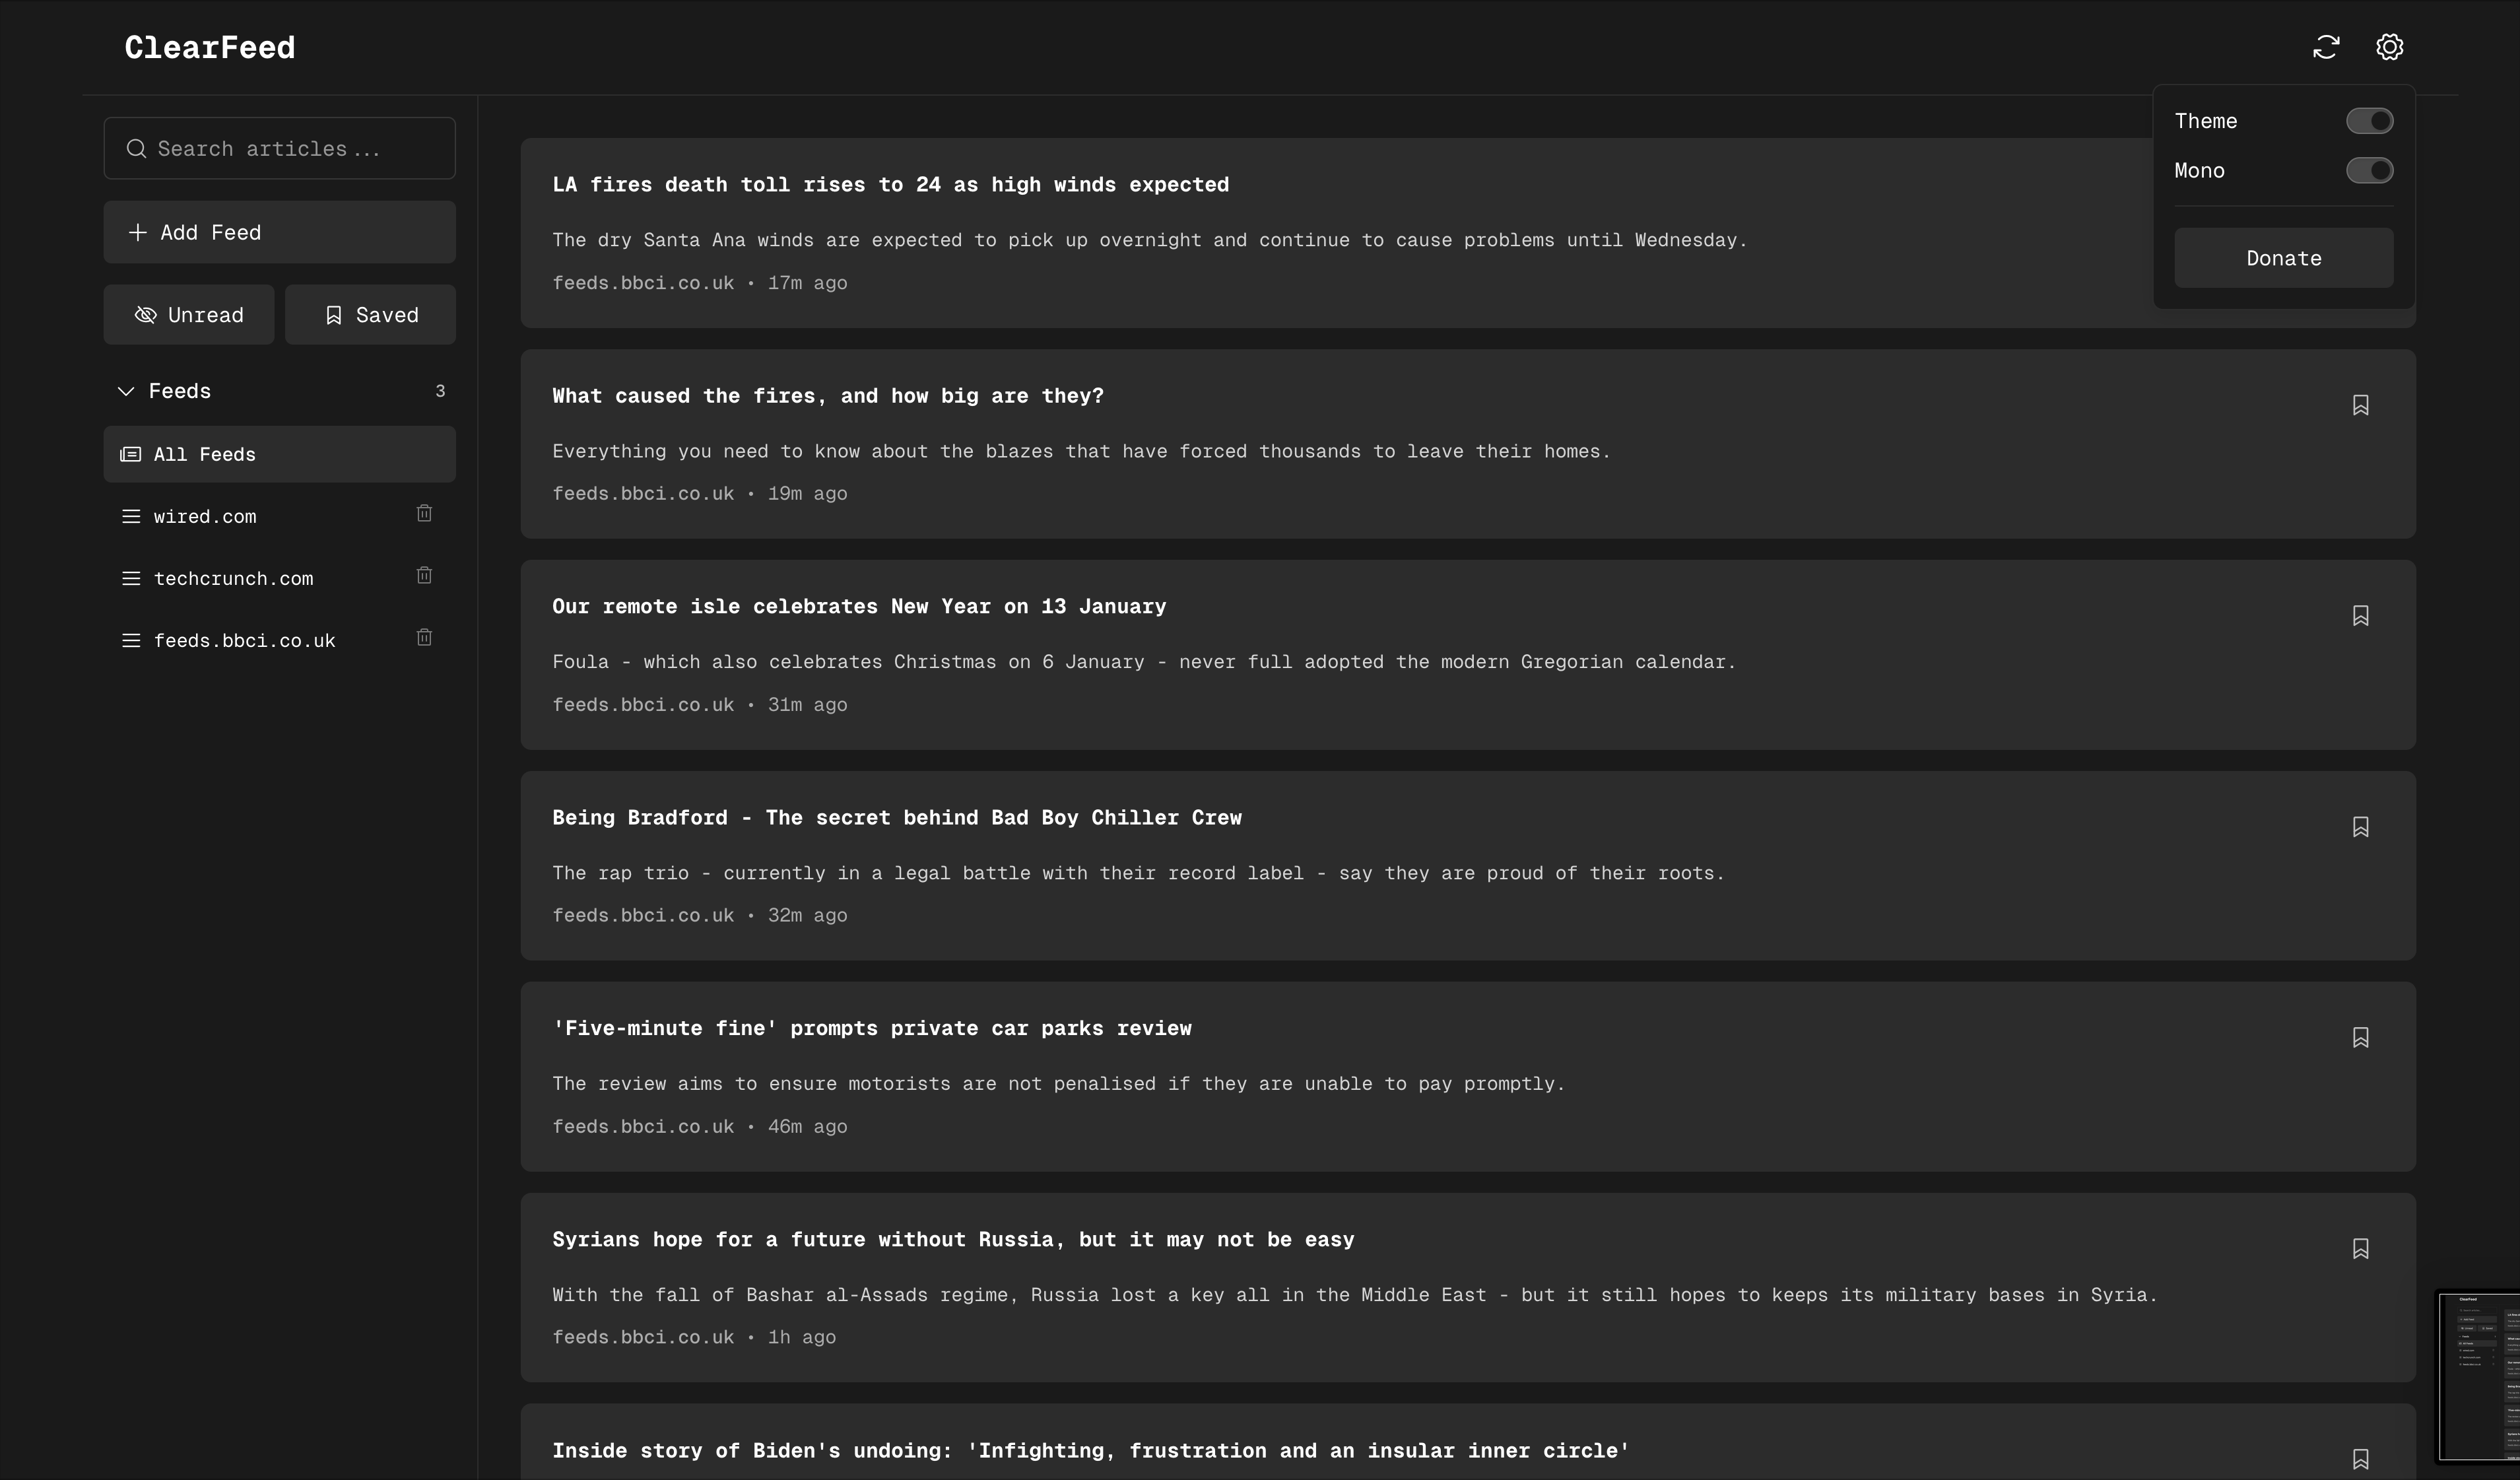 ClearFeed
Theme
Mono
Donate
Search articles...
Add Feed
Unread
Saved
Feeds
3
All Feeds
wired.com
techcrunch.com
feeds.bbci.co.uk
LA fires death toll rises to 24 as high winds expected
The dry Santa Ana winds are expected to pick up overnight and continue to cause problems until Wednesday.
feeds.bbci.co.uk • 17m ago
What caused the fires, and how big are they?
Everything you need to know about the blazes that have forced thousands to leave their homes.
feeds.bbci.co.uk • 19m ago
Our remote isle celebrates New Year on 13 January
Foula - which also celebrates Christmas on 6 January - never full adopted the modern Gregorian calendar.
feeds.bbci.co.uk • 31m ago
Being Bradford - The secret behind Bad Boy Chiller Crew
The rap trio - currently in a legal battle with their record label - say they are proud of their roots.
feeds.bbci.co.uk • 32m ago
'Five-minute fine' prompts private car parks review
The review aims to ensure motorists are not penalised if they are unable to pay promptly.
feeds.bbci.co.uk • 46m ago
Syrians hope for a future without Russia, but it may not be easy
With the fall of Bashar al-Assads regime, Russia lost a key all in the Middle East - but it still hopes to keeps its military bases in Syria.
feeds.bbci.co.uk • 1h ago
Inside story of Biden's undoing: 'Infighting, frustration and an insular inner circle'
ClearFeed